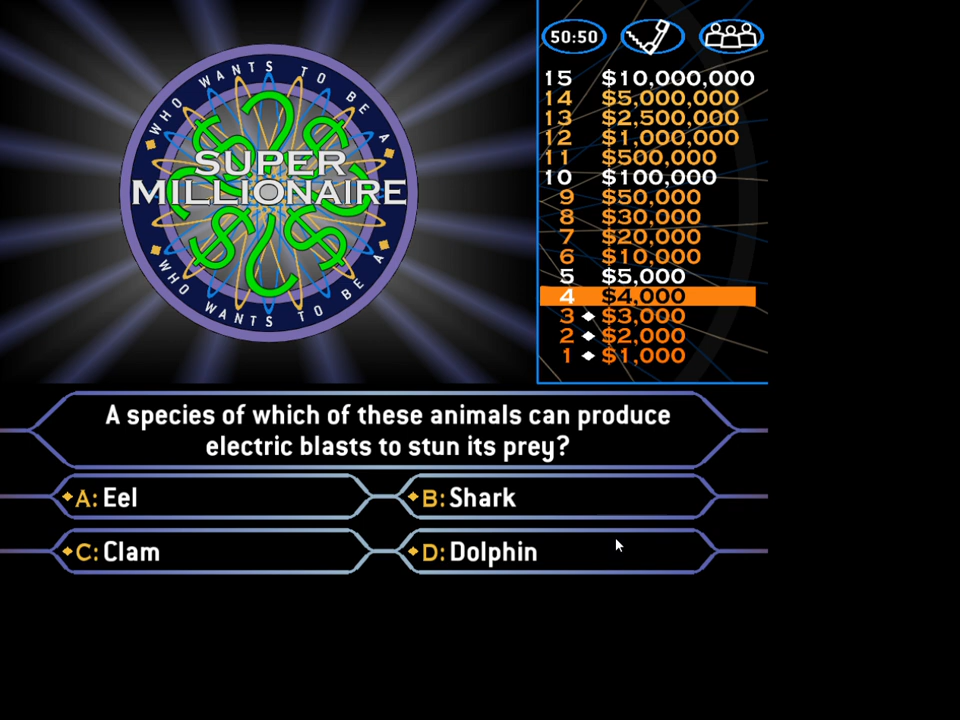 WHO WANTS TO BE A
SUPER
MILLIONAIRE
WHO WANTS TO BE A
50:50
15 $10,000,000
14 $5,000,000
13 $2,500,000
12 $1,000,000
11 $500,000
10 $100,000
9 $50,000
8 $30,000
7 $20,000
6 $10,000
5 $5,000
4 $4,000
3 $3,000
2 $2,000
1 $1,000
A species of which of these animals can produce
electric blasts to stun its prey?
A: Eel
B: Shark
C: Clam
D: Dolphin